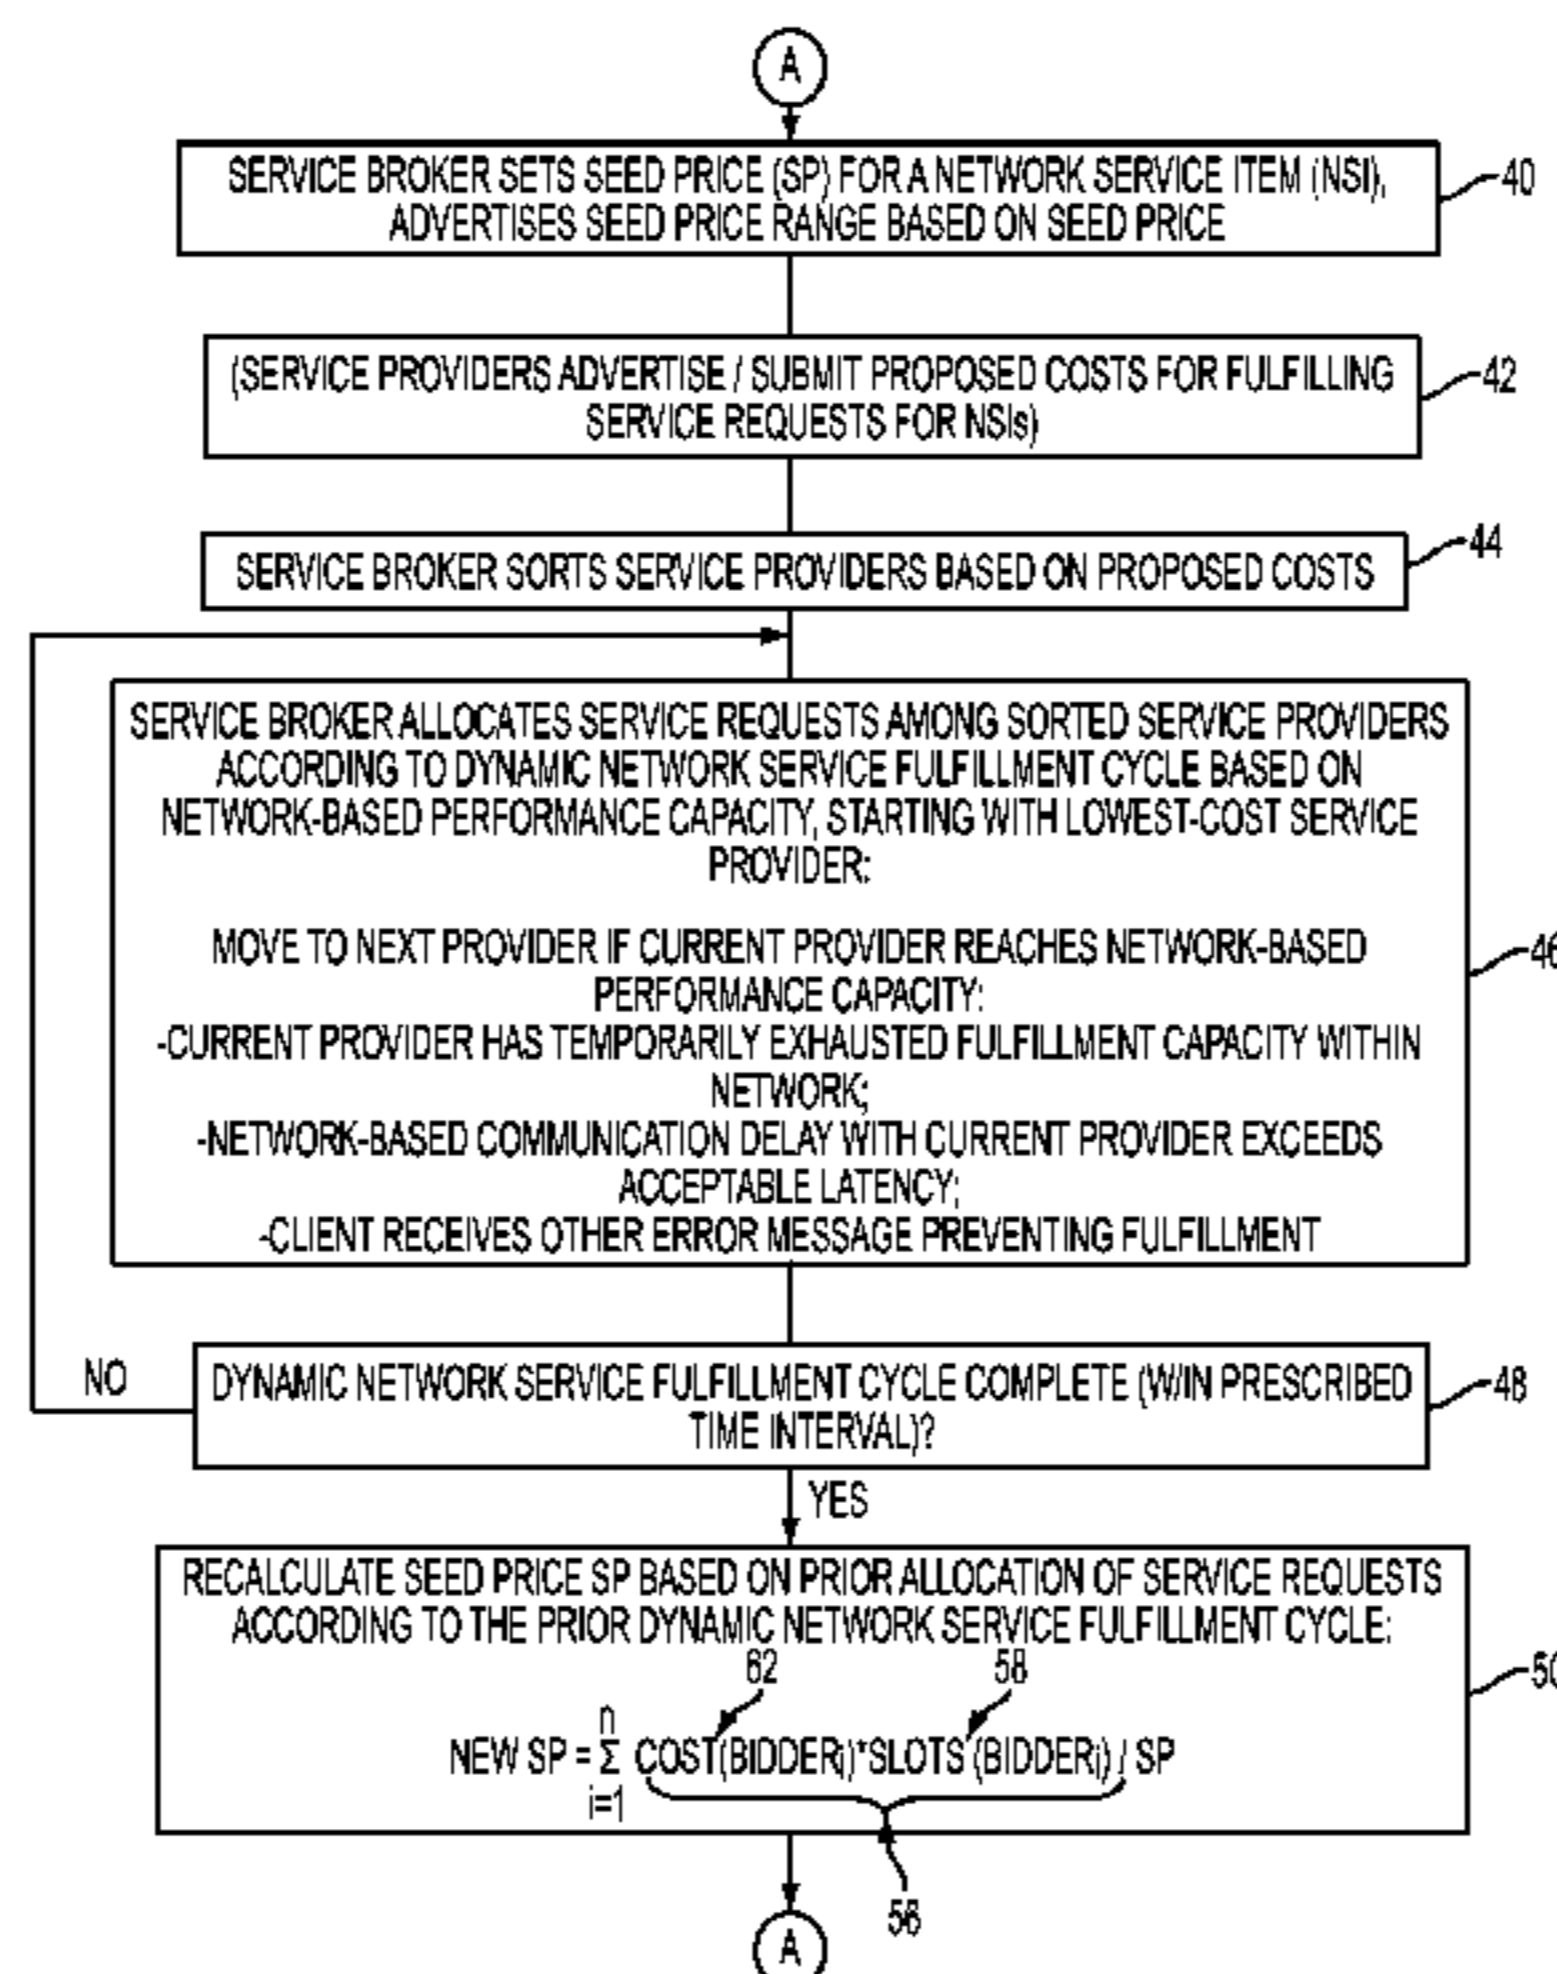 A
SERVICE BROKER SETS SEED PRICE (SP) FOR A NETWORK SERVICE ITEM (NSI),
ADVERTISES SEED PRICE RANGE BASED ON SEED PRICE
40
(SERVICE PROVIDERS ADVERTISE / SUBMIT PROPOSED COSTS FOR FULFILLING
SERVICE REQUESTS FOR NSIs)
42
SERVICE BROKER SORTS SERVICE PROVIDERS BASED ON PROPOSED COSTS
44
SERVICE BROKER ALLOCATES SERVICE REQUESTS AMONG SORTED SERVICE PROVIDERS
ACCORDING TO DYNAMIC NETWORK SERVICE FULFILLMENT CYCLE BASED ON
NETWORK-BASED PERFORMANCE CAPACITY, STARTING WITH LOWEST-COST SERVICE
PROVIDER:
MOVE TO NEXT PROVIDER IF CURRENT PROVIDER REACHES NETWORK-BASED
PERFORMANCE CAPACITY:
-CURRENT PROVIDER HAS TEMPORARILY EXHAUSTED FULFILLMENT CAPACITY WITHIN
NETWORK;
-NETWORK-BASED COMMUNICATION DELAY WITH CURRENT PROVIDER EXCEEDS
ACCEPTABLE LATENCY;
-CLIENT RECEIVES OTHER ERROR MESSAGE PREVENTING FULFILLMENT
46
NO
DYNAMIC NETWORK SERVICE FULFILLMENT CYCLE COMPLETE (W/IN PRESCRIBED
TIME INTERVAL)?
48
YES
RECALCULATE SEED PRICE SP BASED ON PRIOR ALLOCATION OF SERVICE REQUESTS
ACCORDING TO THE PRIOR DYNAMIC NETWORK SERVICE FULFILLMENT CYCLE:
62 58
50
n
NEW SP = Σ COST(BIDDERi)*SLOTS (BIDDERi) / SP
i=1
56
A